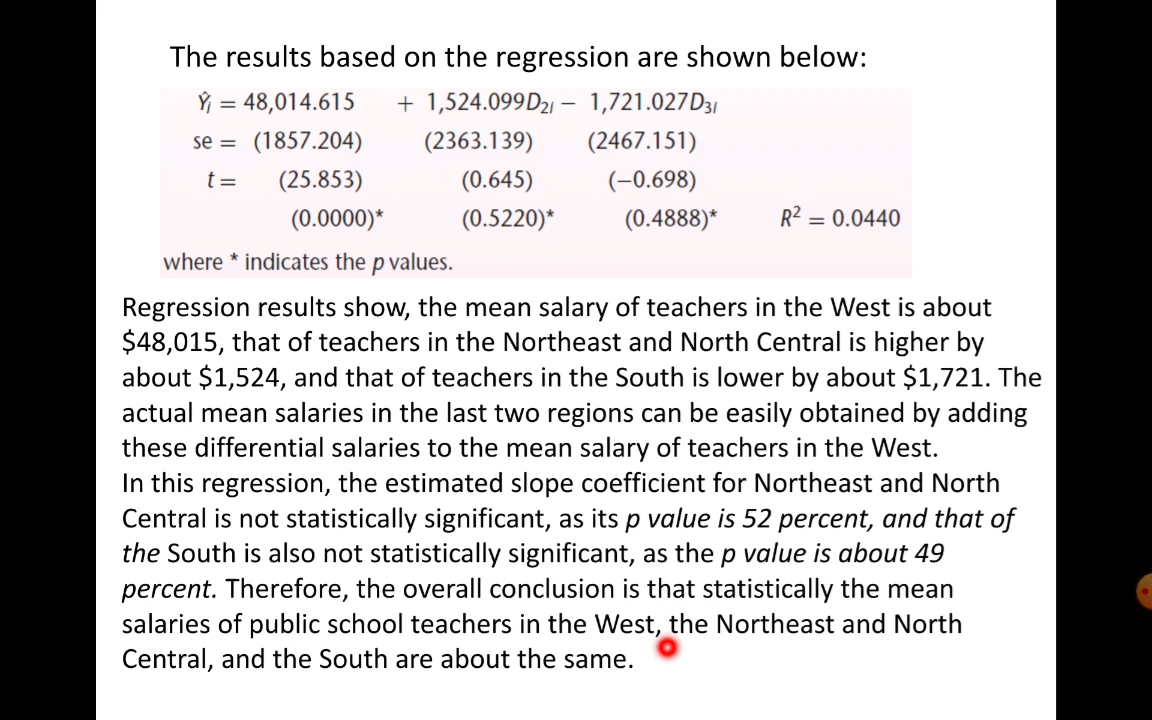 The results based on the regression are shown below:
Ŷi = 48,014.615 + 1,524.099D2i − 1,721.027D3i
se = (1857.204) (2363.139) (2467.151)
t = (25.853) (0.645) (−0.698)
(0.0000)* (0.5220)* (0.4888)* R² = 0.0440
where * indicates the p values.
Regression results show, the mean salary of teachers in the West is about
$48,015, that of teachers in the Northeast and North Central is higher by
about $1,524, and that of teachers in the South is lower by about $1,721. The
actual mean salaries in the last two regions can be easily obtained by adding
these differential salaries to the mean salary of teachers in the West.
In this regression, the estimated slope coefficient for Northeast and North
Central is not statistically significant, as its p value is 52 percent, and that of
the South is also not statistically significant, as the p value is about 49
percent. Therefore, the overall conclusion is that statistically the mean
salaries of public school teachers in the West, the Northeast and North
Central, and the South are about the same.